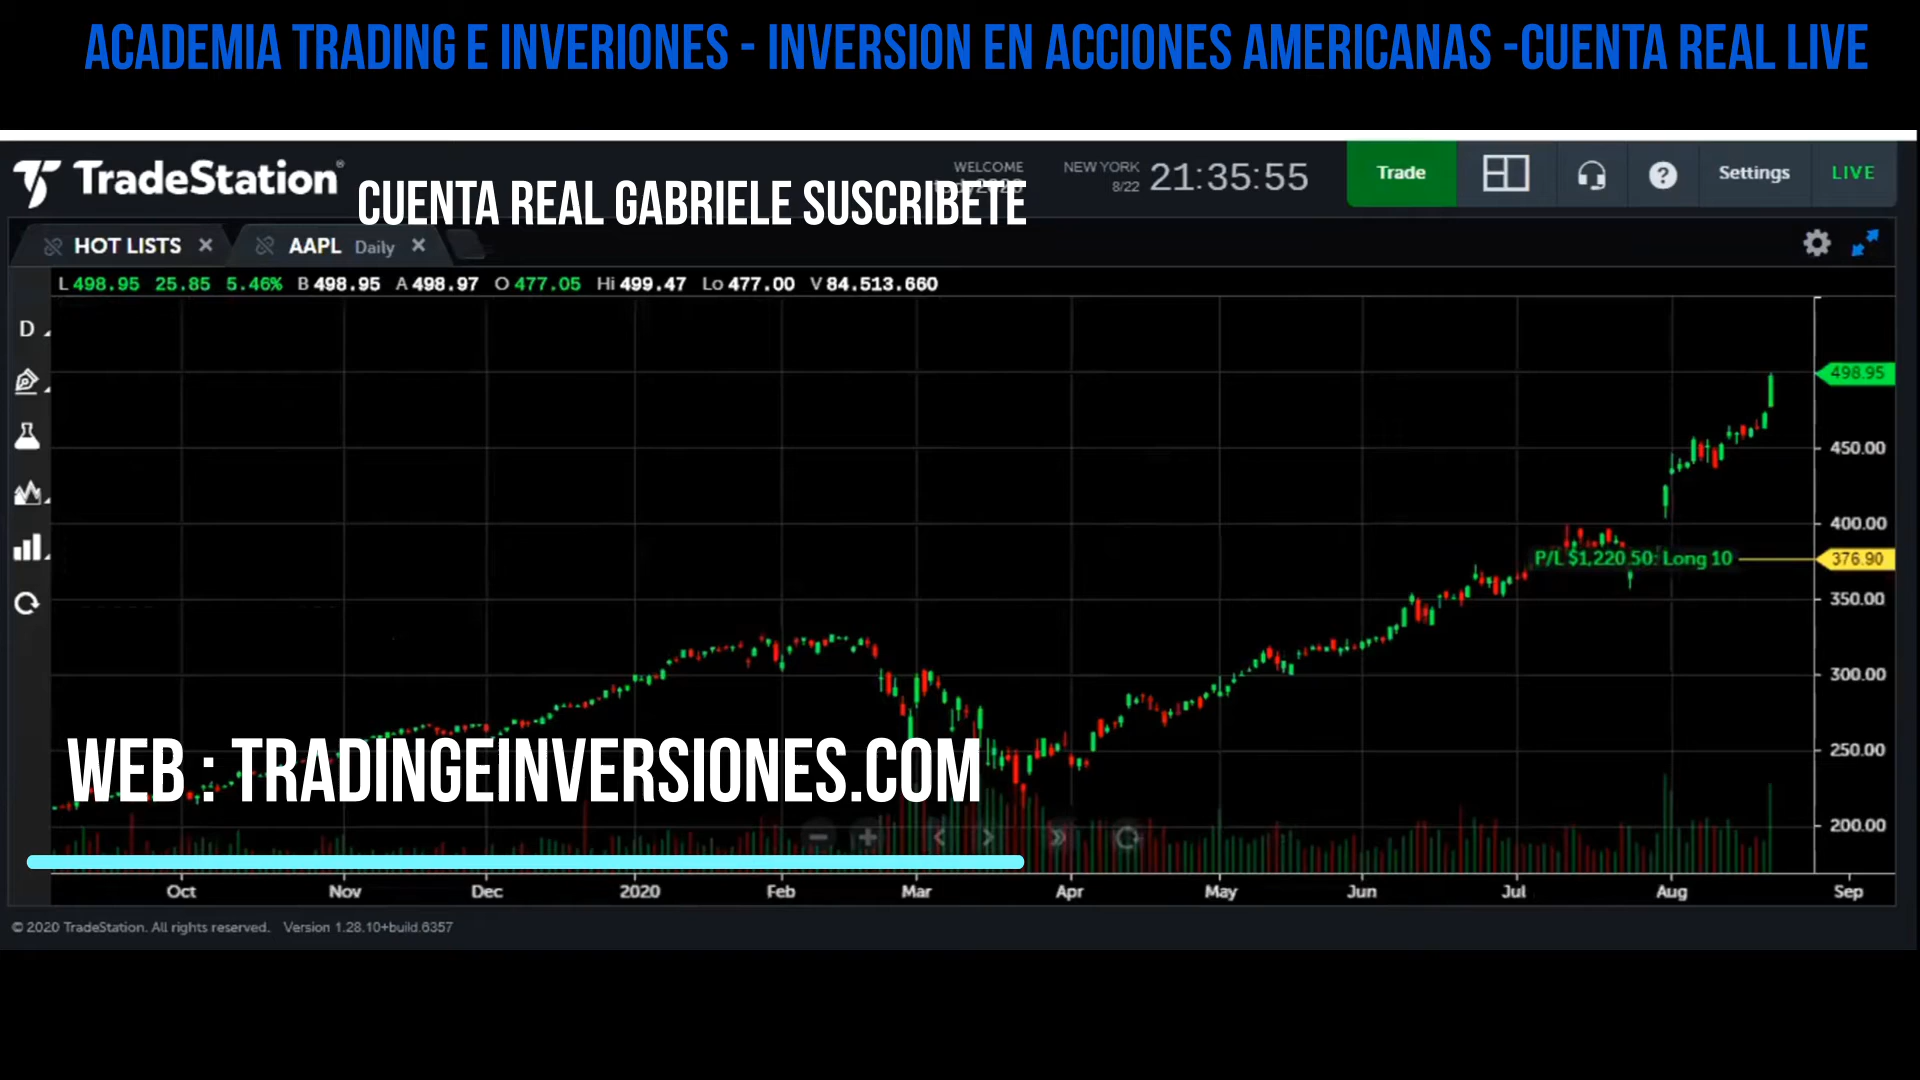 ACADEMIA TRADING E INVERIONES - INVERSION EN ACCIONES AMERICANAS -CUENTA REAL LIVE
TradeStation®
WELCOME
NEW YORK
8/22
21:35:55
Trade
?
Settings
LIVE
CUENTA REAL GABRIELE SUSCRIBETE
HOT LISTS ×
AAPL Daily ×
L 498.95 25.85 5.46% B 498.95 A 498.97 O 477.05 Hi 499.47 Lo 477.00 V 84.513.660
D
498.95
450.00
400.00
P/L $1,220.50: Long 10
376.90
350.00
300.00
250.00
200.00
WEB : TRADINGEINVERSIONES.COM
Oct Nov Dec 2020 Feb Mar Apr May Jun Jul Aug Sep
© 2020 TradeStation. All rights reserved. Version 1.28.10+build.6357